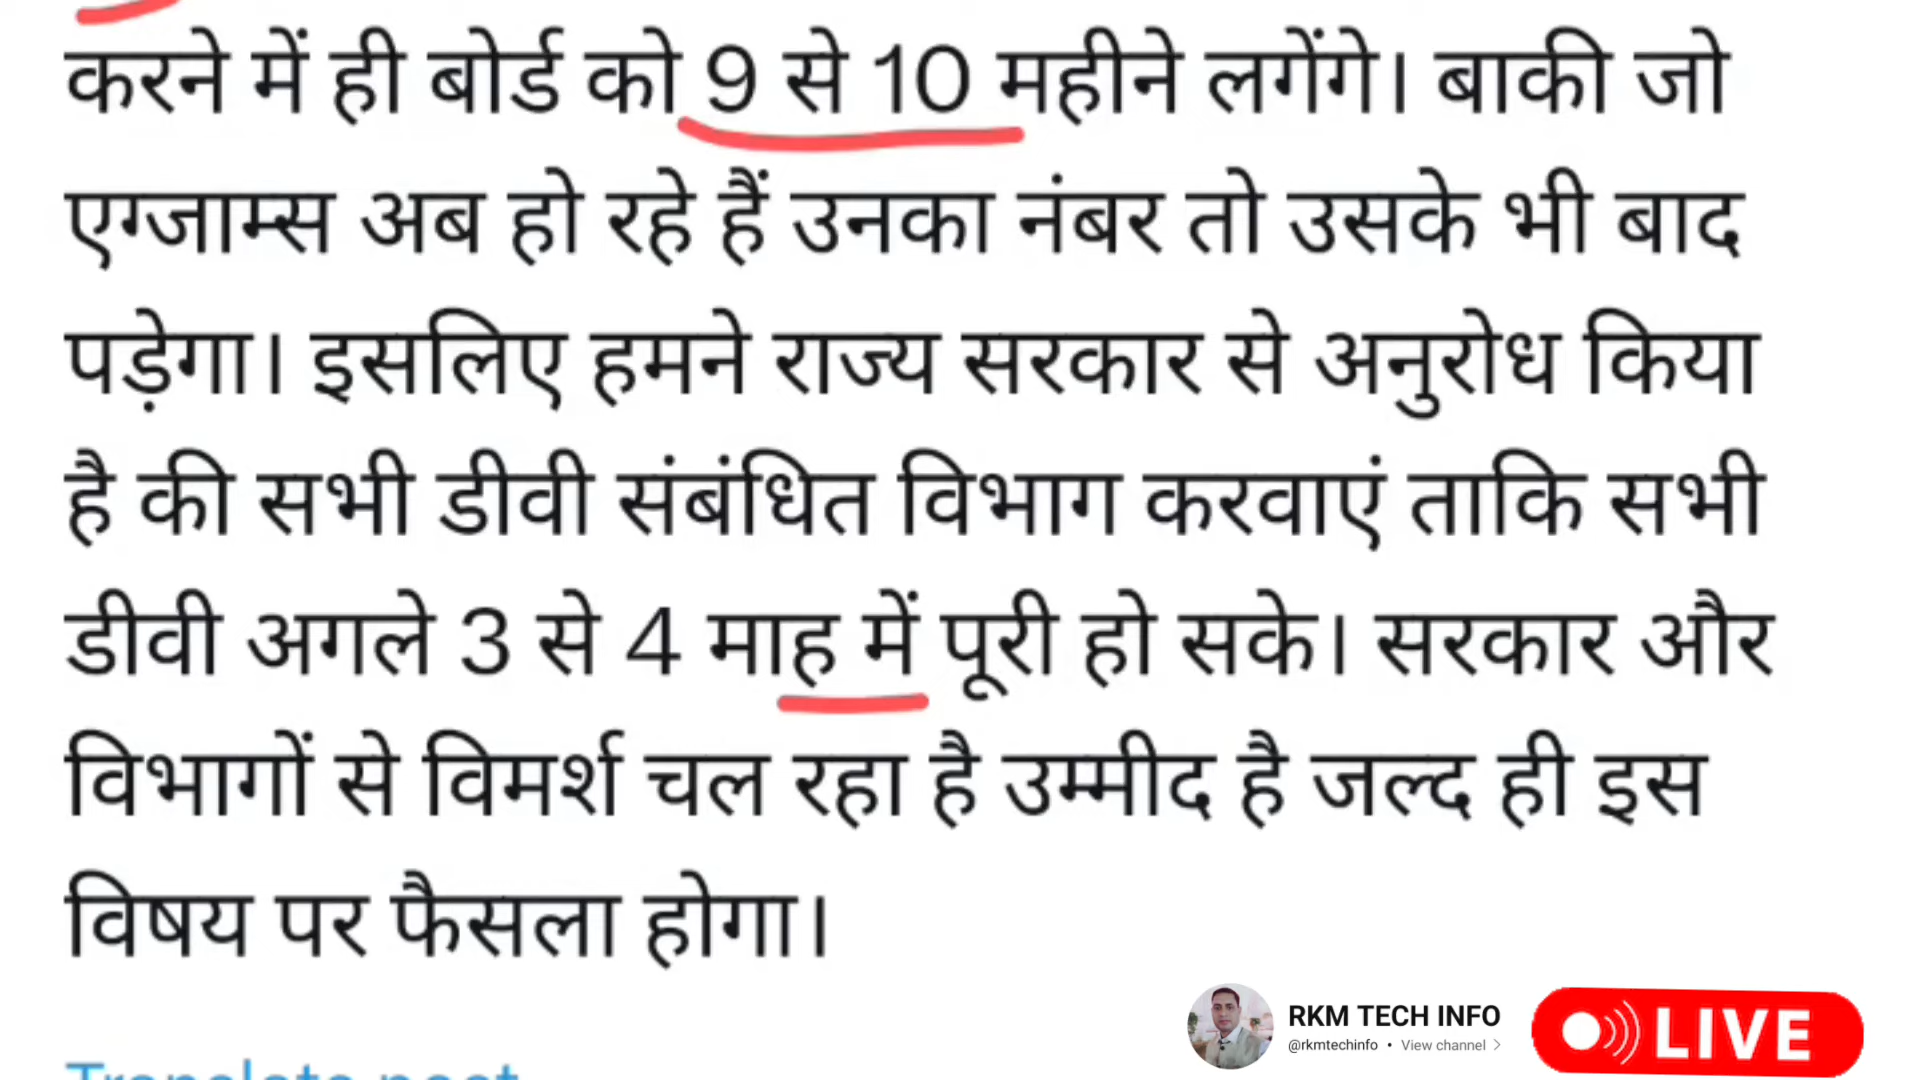 करने में ही बोर्ड को 9 से 10 महीने लगेंगे। बाकी जो
एग्जाम्स अब हो रहे हैं उनका नंबर तो उसके भी बाद
पड़ेगा। इसलिए हमने राज्य सरकार से अनुरोध किया
है की सभी डीवी संबंधित विभाग करवाएं ताकि सभी
डीवी अगले 3 से 4 माह में पूरी हो सके। सरकार और
विभागों से विमर्श चल रहा है उम्मीद है जल्द ही इस
विषय पर फैसला होगा।
RKM TECH INFO
@rkmtechinfo • View channel >
LIVE
Translate post